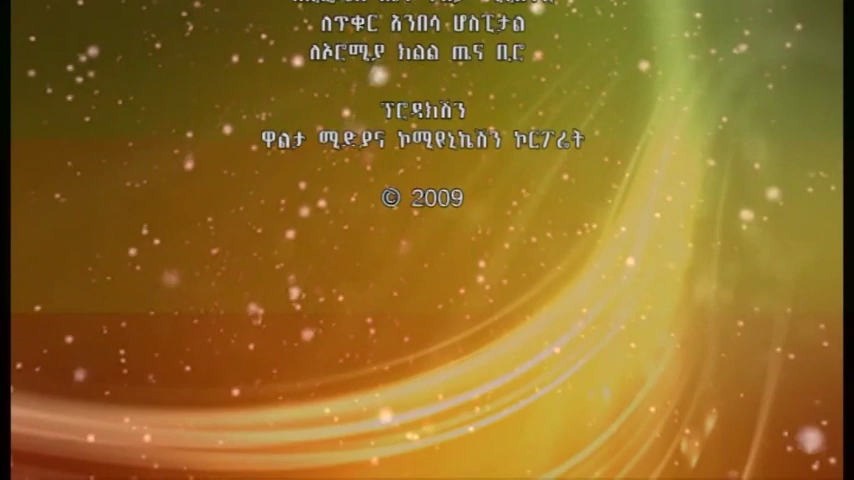 ለጥቁር አንበሳ ሆስፒታል
ለኦሮሚያ ክልል ጤና ቢሮ
ፕሮዳክሽን
ዋልታ ሚድያና ኮሚዩኒኬሽን ኮርፖሬት
© 2009